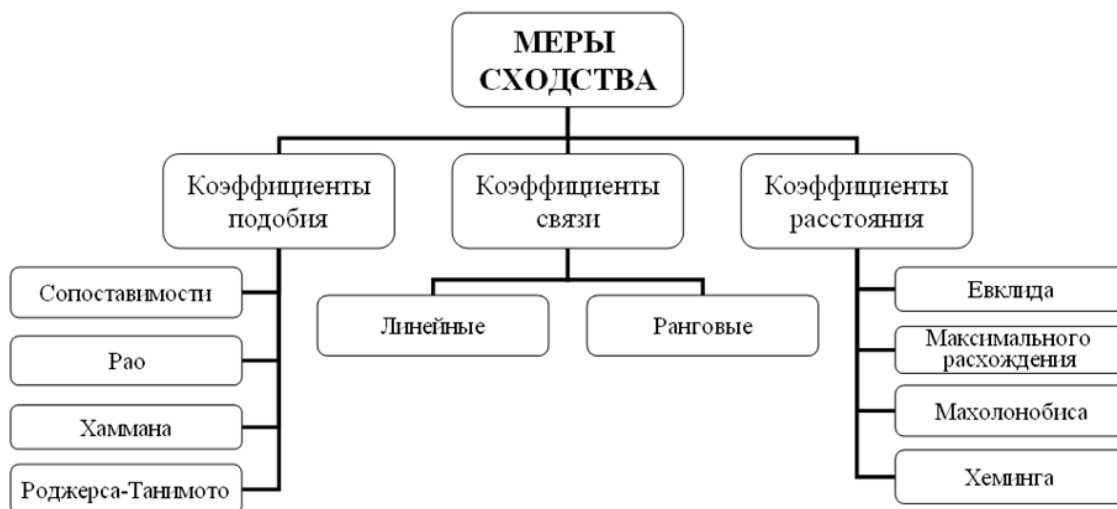 МЕРЫ
СХОДСТВА
Коэффициенты
подобия
Коэффициенты
связи
Коэффициенты
расстояния
Сопоставимости
Рао
Хаммана
Роджерса-Танимото
Линейные
Ранговые
Евклида
Максимального
расхождения
Махолонобиса
Хеминга